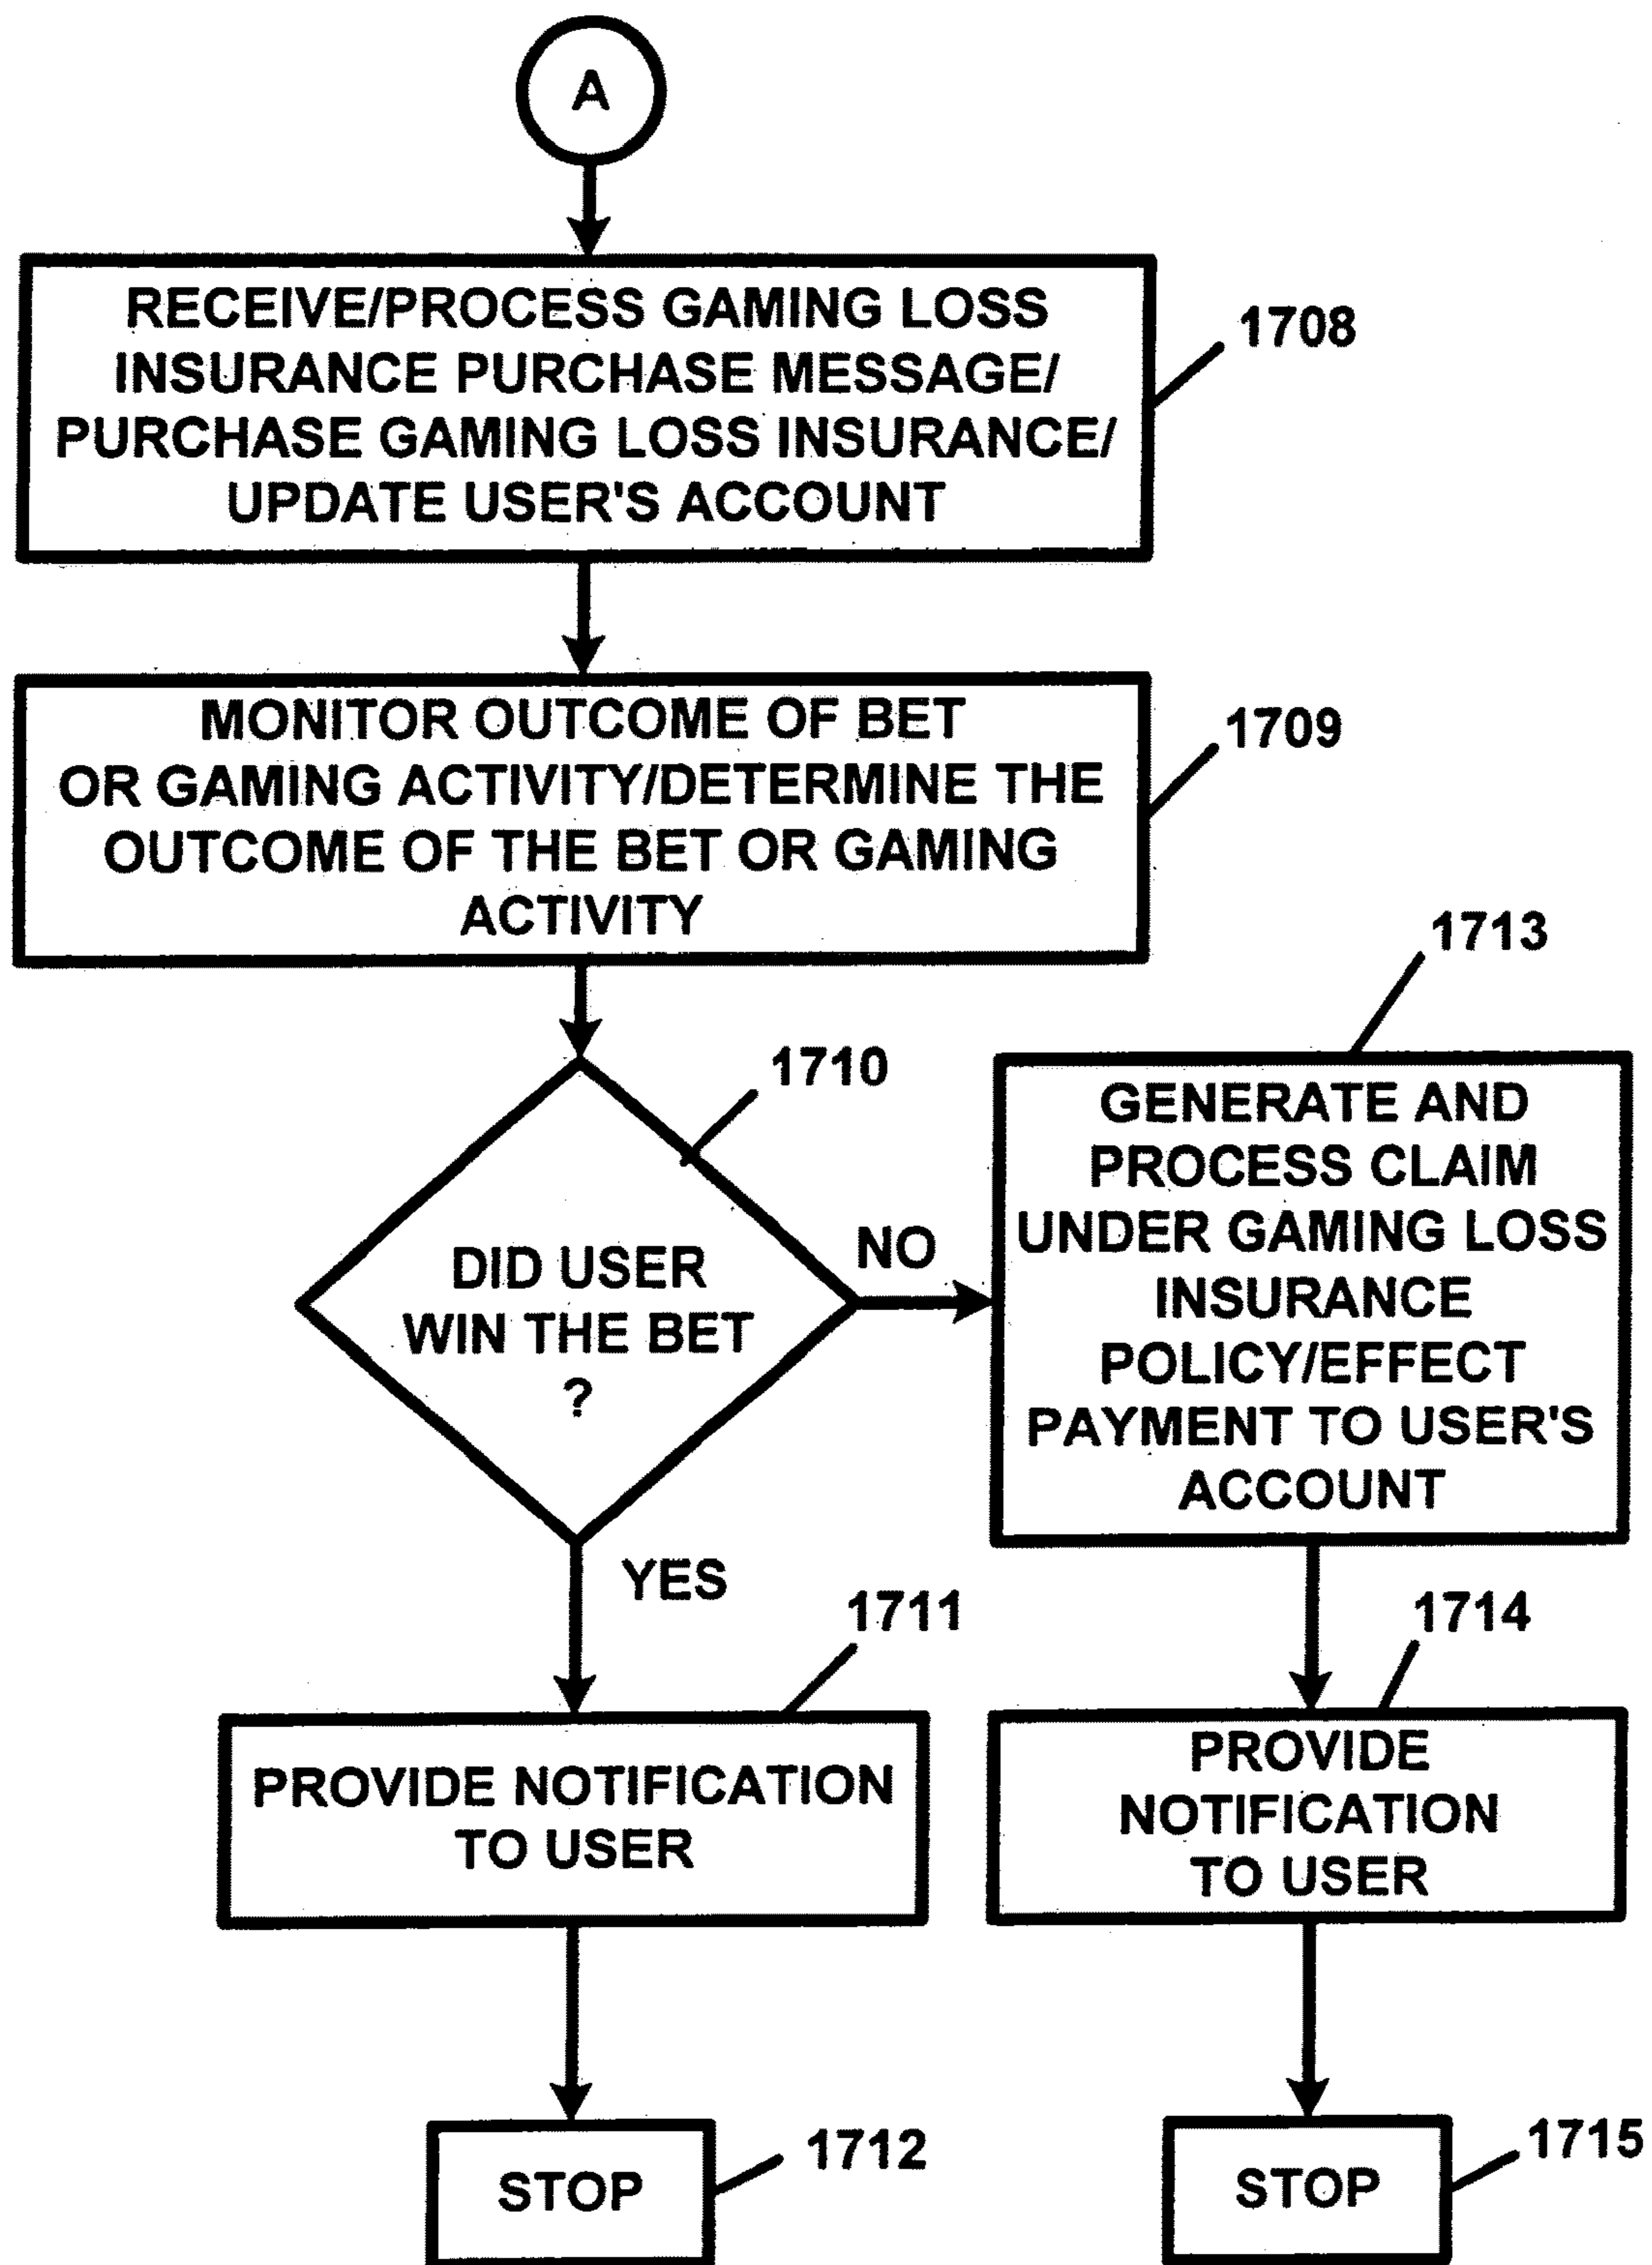 A
RECEIVE/PROCESS GAMING LOSS
INSURANCE PURCHASE MESSAGE/
PURCHASE GAMING LOSS INSURANCE/
UPDATE USER'S ACCOUNT
1708
MONITOR OUTCOME OF BET
OR GAMING ACTIVITY/DETERMINE THE
OUTCOME OF THE BET OR GAMING
ACTIVITY
1709
1710
DID USER
WIN THE BET
?
NO
YES
1713
GENERATE AND
PROCESS CLAIM
UNDER GAMING LOSS
INSURANCE
POLICY/EFFECT
PAYMENT TO USER'S
ACCOUNT
1711
PROVIDE NOTIFICATION
TO USER
1714
PROVIDE
NOTIFICATION
TO USER
STOP
1712
STOP
1715